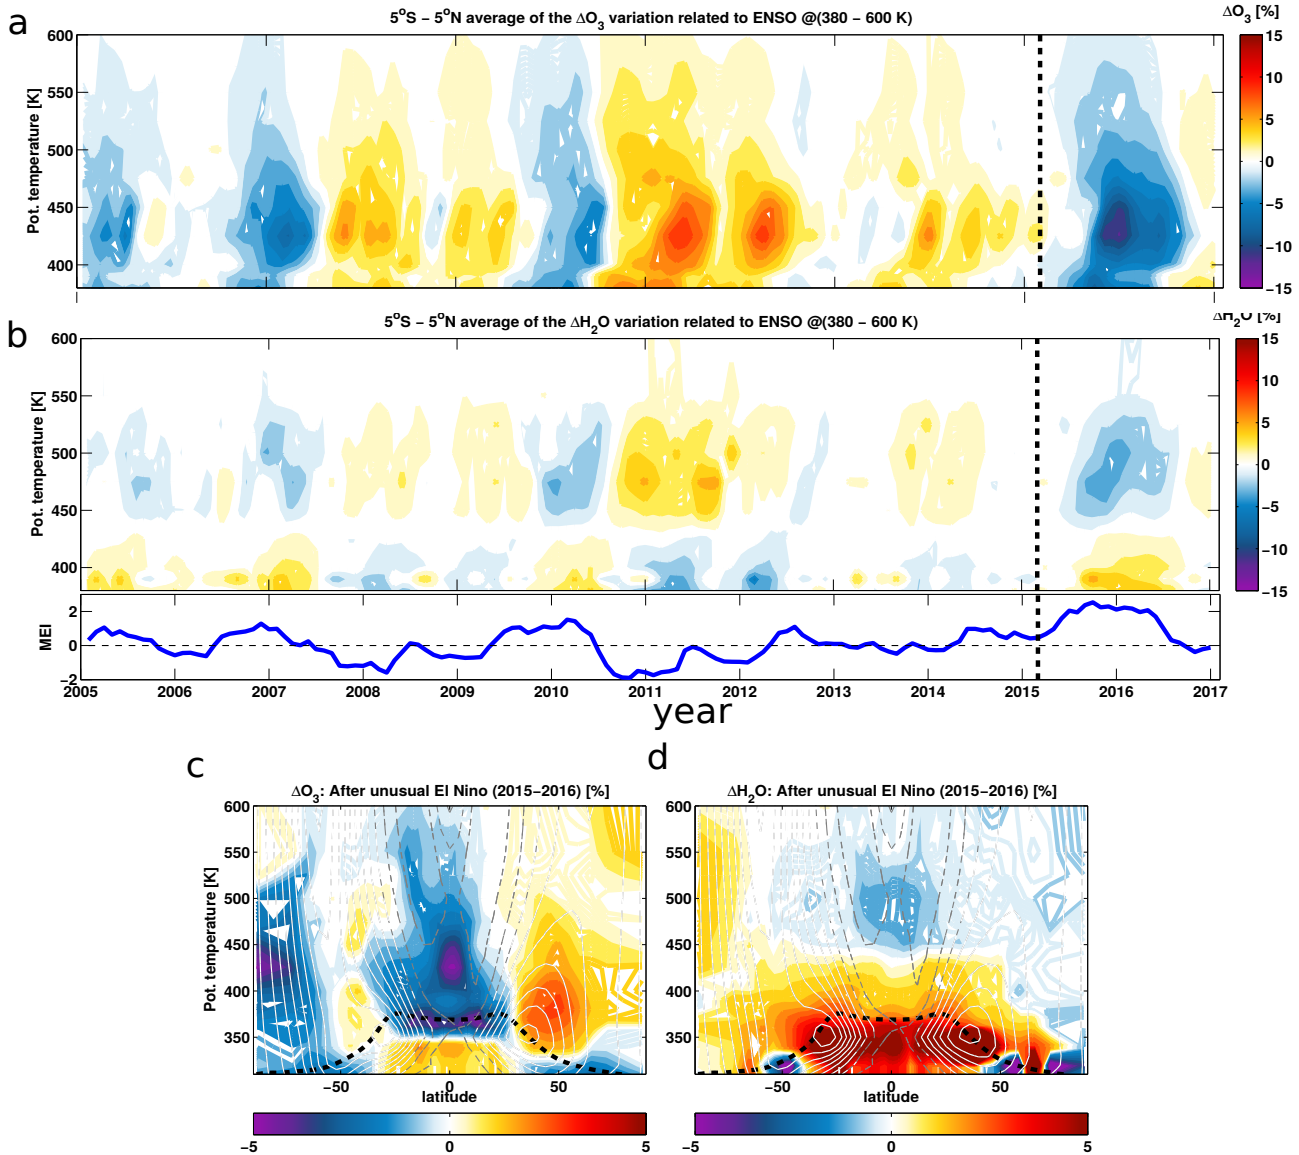 a
5°S − 5°N average of the ΔO3 variation related to ENSO @(380 − 600 K)
ΔO3 [%]
Pot. temperature [K]
600
550
500
450
400
15
10
5
0
−5
−10
−15
b
5°S − 5°N average of the ΔH2O variation related to ENSO @(380 − 600 K)
ΔH2O [%]
Pot. temperature [K]
600
550
500
450
400
15
10
5
0
−5
−10
−15
MEI
2
0
−2
2005 2006 2007 2008 2009 2010 2011 2012 2013 2014 2015 2016 2017
year
c
ΔO3: After unusual El Nino (2015−2016) [%]
Pot. temperature [K]
600
550
500
450
400
350
−50 0 50
latitude
−5 0 5
d
ΔH2O: After unusual El Nino (2015−2016) [%]
600
550
500
450
400
350
−50 0 50
latitude
−5 0 5